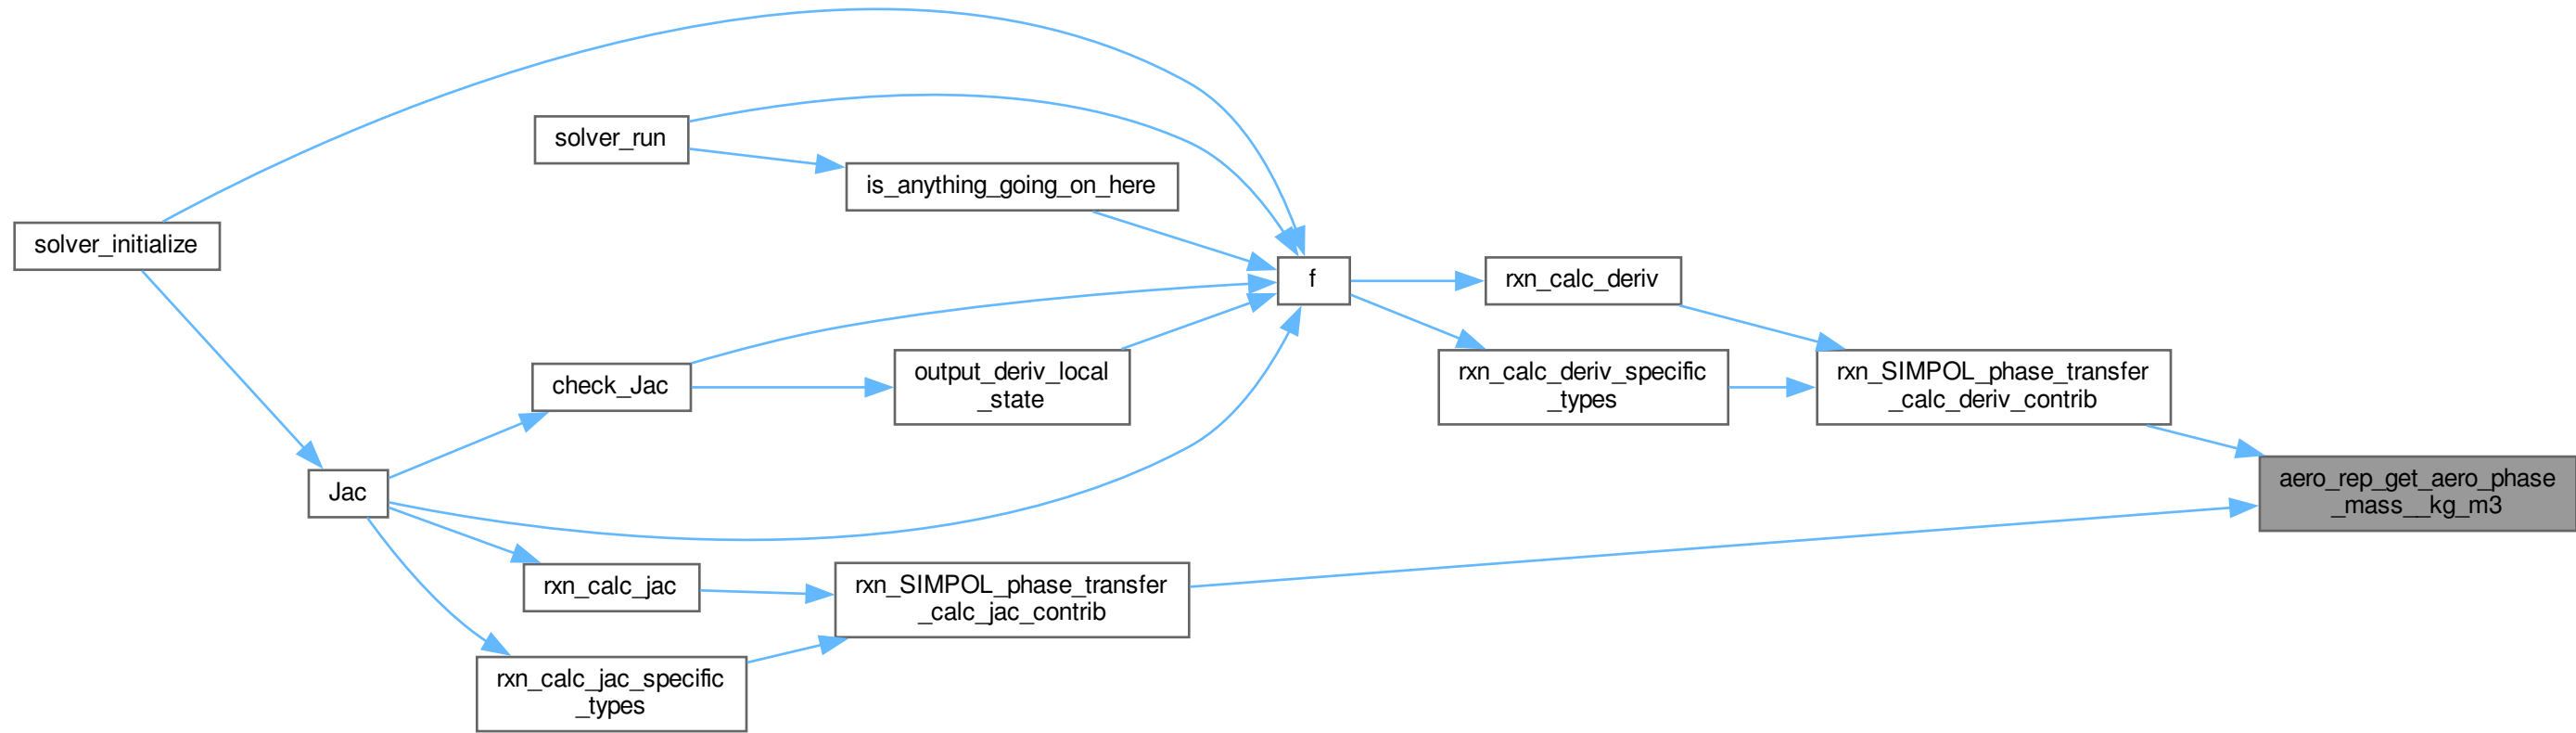 solver_run
is_anything_going_on_here
solver_initialize
f
rxn_calc_deriv
check_Jac
output_deriv_local
_state
rxn_calc_deriv_specific
_types
rxn_SIMPOL_phase_transfer
_calc_deriv_contrib
Jac
aero_rep_get_aero_phase
_mass__kg_m3
rxn_calc_jac
rxn_SIMPOL_phase_transfer
_calc_jac_contrib
rxn_calc_jac_specific
_types